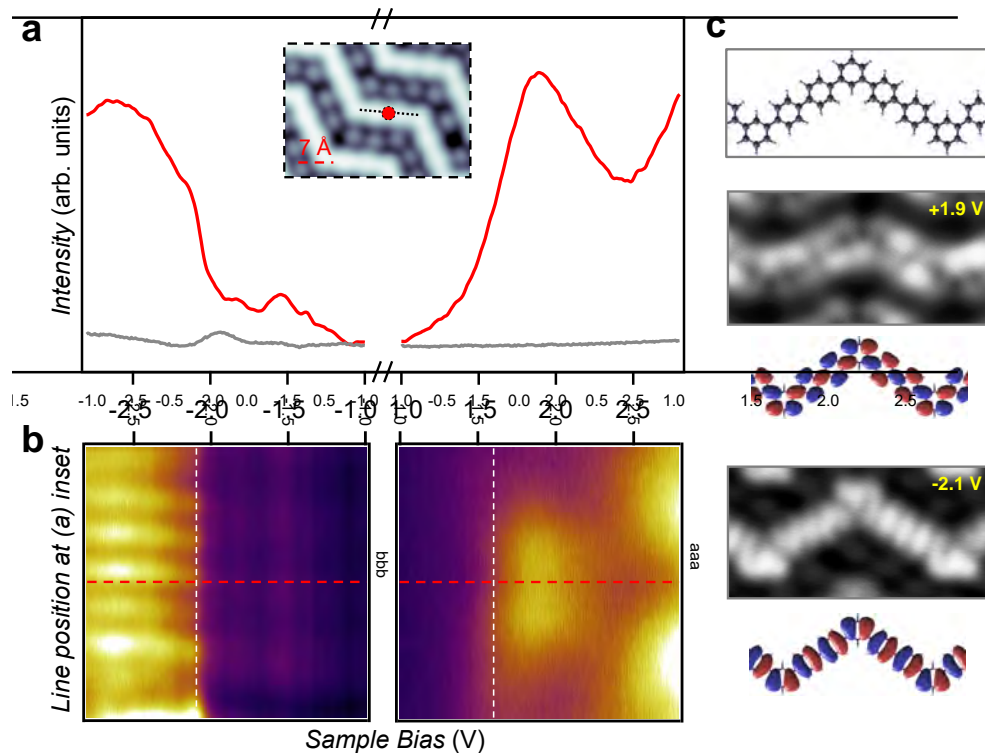 a
c
//
Intensity (arb. units)
7 Å
+1.9 V
//
1.5 -1.0 -0.5 0.0 0.5 1.0 0.0 0.5 1.0 1.5 2.0 2.5
-2.5 -2.0 -1.5 -1.0 1.0 1.5 2.0 2.5
b
-2.1 V
Line position at (a) inset
bbb
aaa
Sample Bias (V)